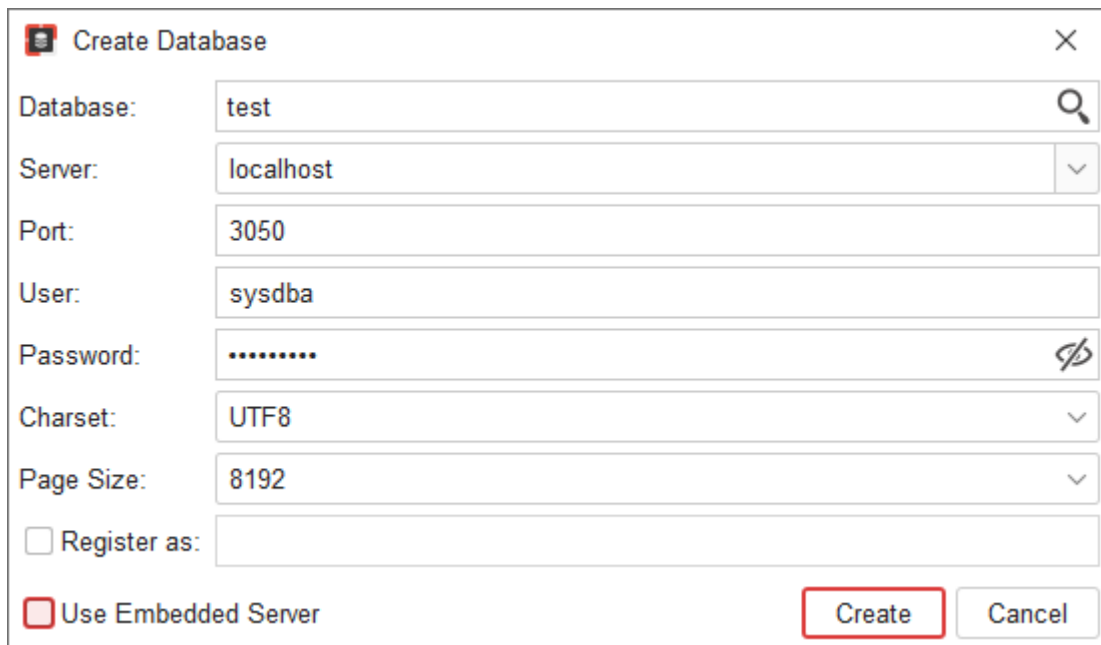 Create Database
Database: test
Server: localhost
Port: 3050
User: sysdba
Password: •••••••••
Charset: UTF8
Page Size: 8192
Register as:
Use Embedded Server Create Cancel